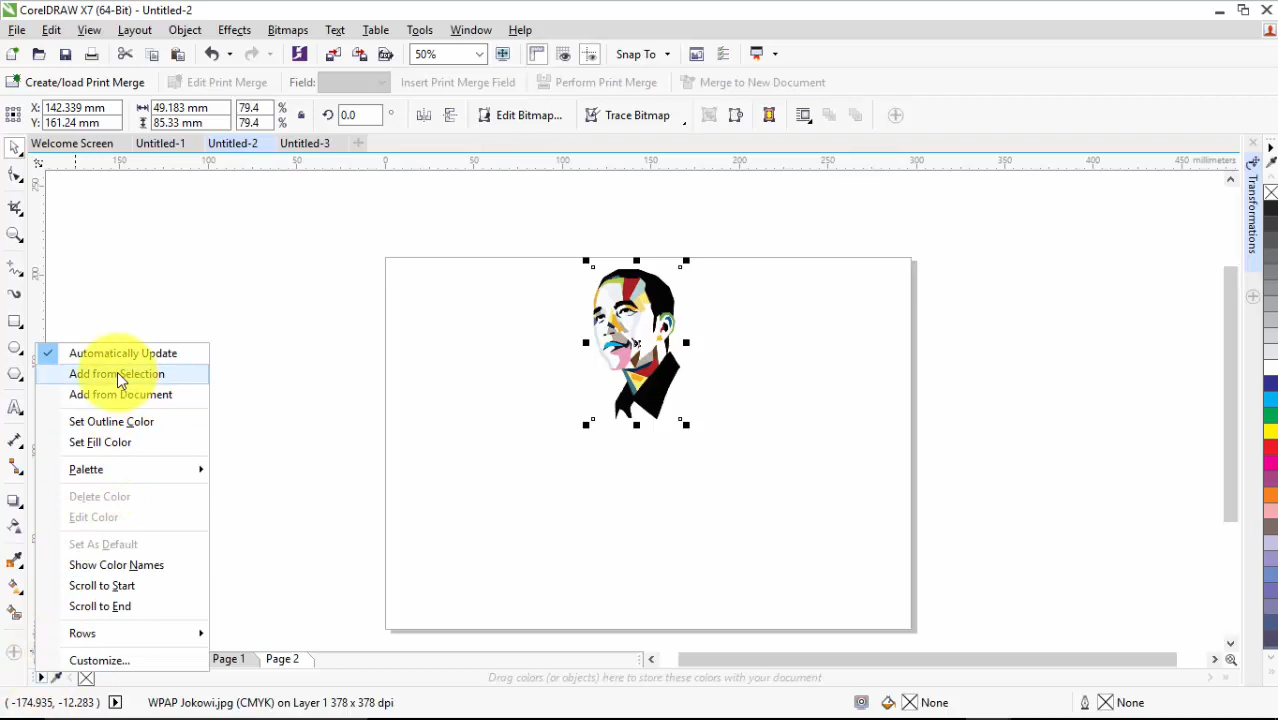 CorelDRAW X7 (64-Bit) - Untitled-2
File Edit View Layout Object Effects Bitmaps Text Table Tools Window Help
50% Snap To
Create/load Print Merge Edit Print Merge Field: Insert Print Merge Field Perform Print Merge Merge to New Document
X: 142.339 mm 49.183 mm 79.4 %
Y: 161.24 mm 85.33 mm 79.4 %
0.0 ° Edit Bitmap... Trace Bitmap
Welcome Screen Untitled-1 Untitled-2 Untitled-3
150 100 50 0 50 100 150 200 250 300 350 400 450 millimeters
Transformations
Automatically Update
Add from Selection
Add from Document
Set Outline Color
Set Fill Color
Palette
Delete Color
Edit Color
Set As Default
Show Color Names
Scroll to Start
Scroll to End
Rows
Customize...
Page 1 Page 2
Drag colors (or objects) here to store these colors with your document
( -174.935, -12.283 ) WPAP Jokowi.jpg (CMYK) on Layer 1 378 x 378 dpi None None